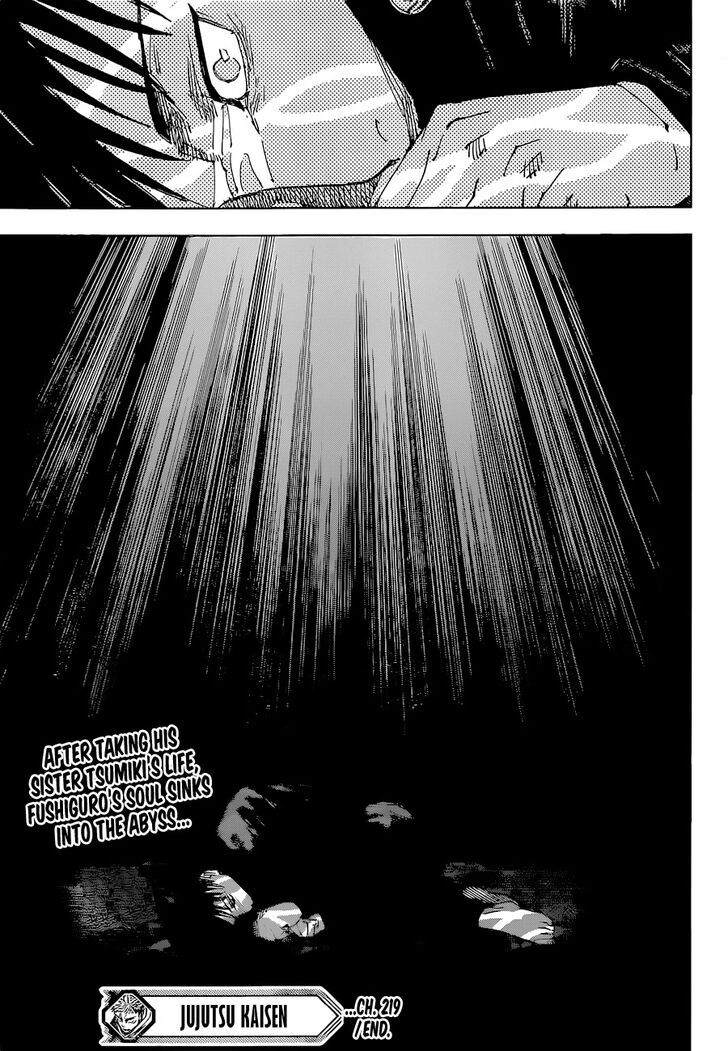 AFTER TAKING HIS
SISTER TSUMIKI'S LIFE,
FUSHIGURO'S SOUL SINKS
INTO THE ABYSS...
JUJUTSU KAISEN
...CH. 219
/END.